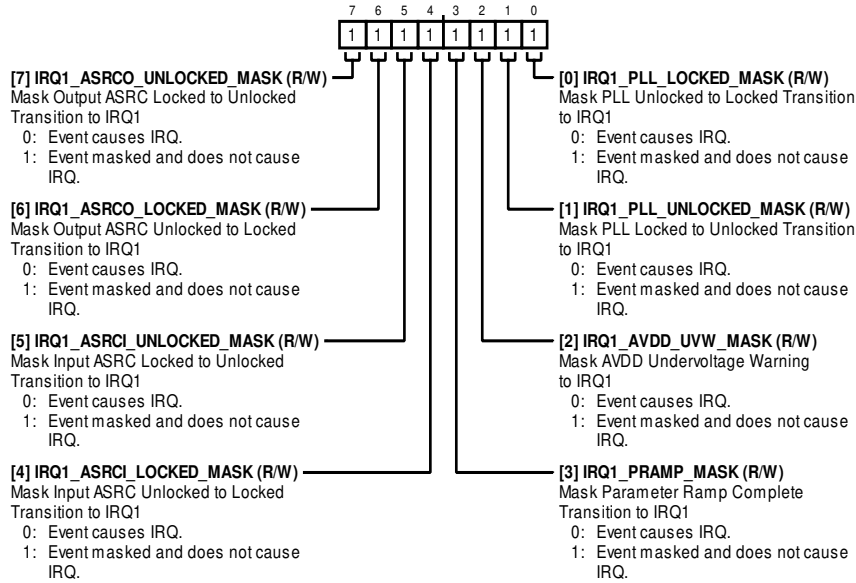 7 6 5 4 3 2 1 0
1 1 1 1 1 1 1 1
[7] IRQ1_ASRCO_UNLOCKED_MASK (R/W)
Mask Output ASRC Locked to Unlocked
Transition to IRQ1
0: Event causes IRQ.
1: Event masked and does not cause
IRQ.
[6] IRQ1_ASRCO_LOCKED_MASK (R/W)
Mask Output ASRC Unlocked to Locked
Transition to IRQ1
0: Event causes IRQ.
1: Event masked and does not cause
IRQ.
[5] IRQ1_ASRCI_UNLOCKED_MASK (R/W)
Mask Input ASRC Locked to Unlocked
Transition to IRQ1
0: Event causes IRQ.
1: Event masked and does not cause
IRQ.
[4] IRQ1_ASRCI_LOCKED_MASK (R/W)
Mask Input ASRC Unlocked to Locked
Transition to IRQ1
0: Event causes IRQ.
1: Event masked and does not cause
IRQ.
[0] IRQ1_PLL_LOCKED_MASK (R/W)
Mask PLL Unlocked to Locked Transition
to IRQ1
0: Event causes IRQ.
1: Event masked and does not cause
IRQ.
[1] IRQ1_PLL_UNLOCKED_MASK (R/W)
Mask PLL Locked to Unlocked Transition
to IRQ1
0: Event causes IRQ.
1: Event masked and does not cause
IRQ.
[2] IRQ1_AVDD_UVW_MASK (R/W)
Mask AVDD Undervoltage Warning
to IRQ1
0: Event causes IRQ.
1: Event masked and does not cause
IRQ.
[3] IRQ1_PRAMP_MASK (R/W)
Mask Parameter Ramp Complete
Transition to IRQ1
0: Event causes IRQ.
1: Event masked and does not cause
IRQ.